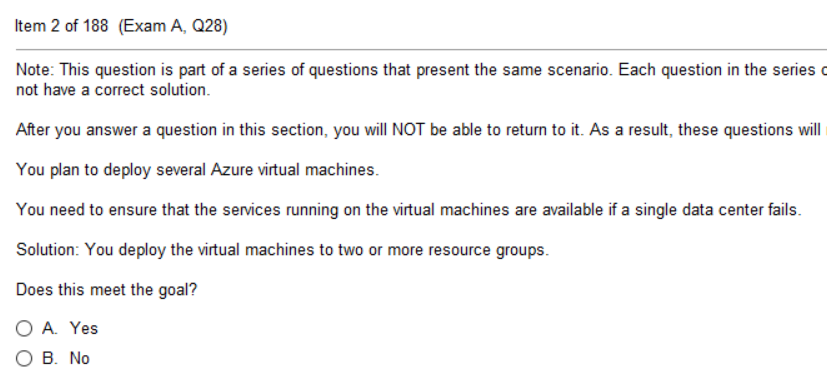 Item 2 of 188 (Exam A, Q28)
Note: This question is part of a series of questions that present the same scenario. Each question in the series
not have a correct solution.
After you answer a question in this section, you will NOT be able to return to it. As a result, these questions will
You plan to deploy several Azure virtual machines.
You need to ensure that the services running on the virtual machines are available if a single data center fails.
Solution: You deploy the virtual machines to two or more resource groups.
Does this meet the goal?
A. Yes
B. No